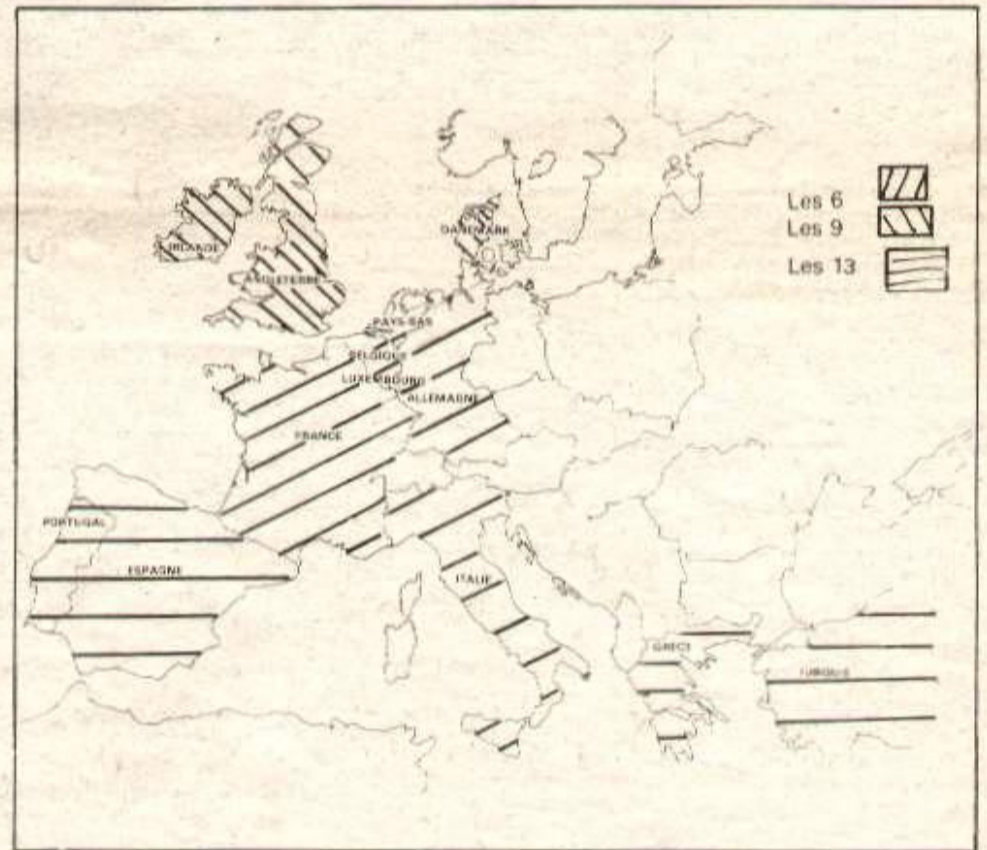 Les 6
Les 9
Les 13
DANEMARK
IRLANDE
ANGLETERRE
PAYS-BAS
BELGIQUE
LUXEMBOURG
ALLEMAGNE
FRANCE
PORTUGAL
ESPAGNE
ITALIE
GRECE
TURQUIE